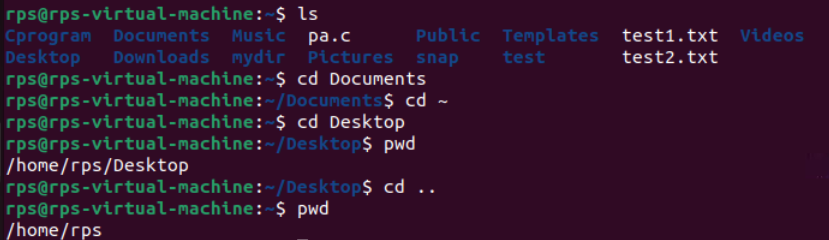 rps@rps-virtual-machine:~$ ls
Cprogram Documents Music pa.c Public Templates test1.txt Videos
Desktop Downloads mydir Pictures snap test test2.txt
rps@rps-virtual-machine:~$ cd Documents
rps@rps-virtual-machine:~/Documents$ cd ~
rps@rps-virtual-machine:~$ cd Desktop
rps@rps-virtual-machine:~/Desktop$ pwd
/home/rps/Desktop
rps@rps-virtual-machine:~/Desktop$ cd ..
rps@rps-virtual-machine:~$ pwd
/home/rps